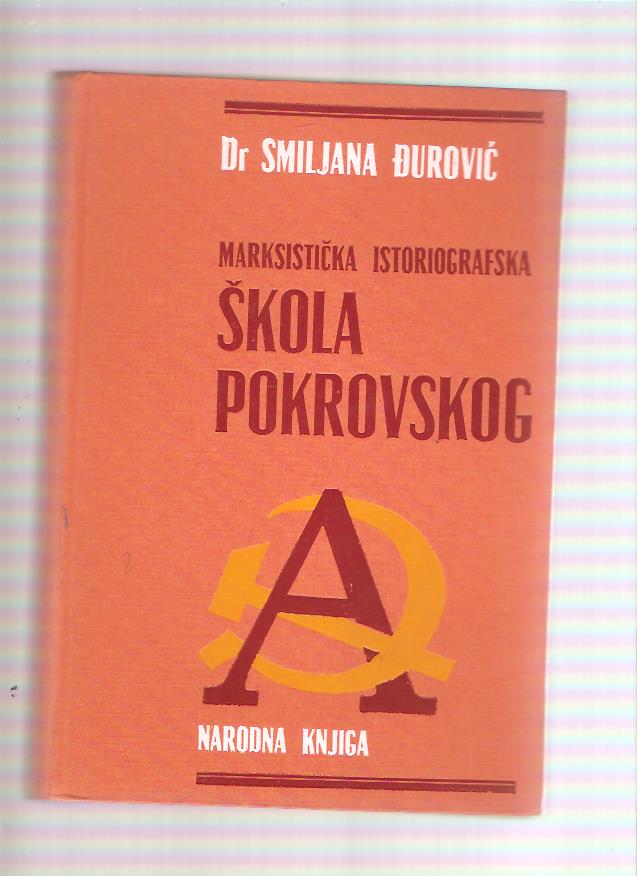 Dr SMILJANA ĐUROVIĆ
MARKSISTIČKA ISTORIOGRAFSKA
ŠKOLA
POKROVSKOG
A
NARODNA KNJIGA